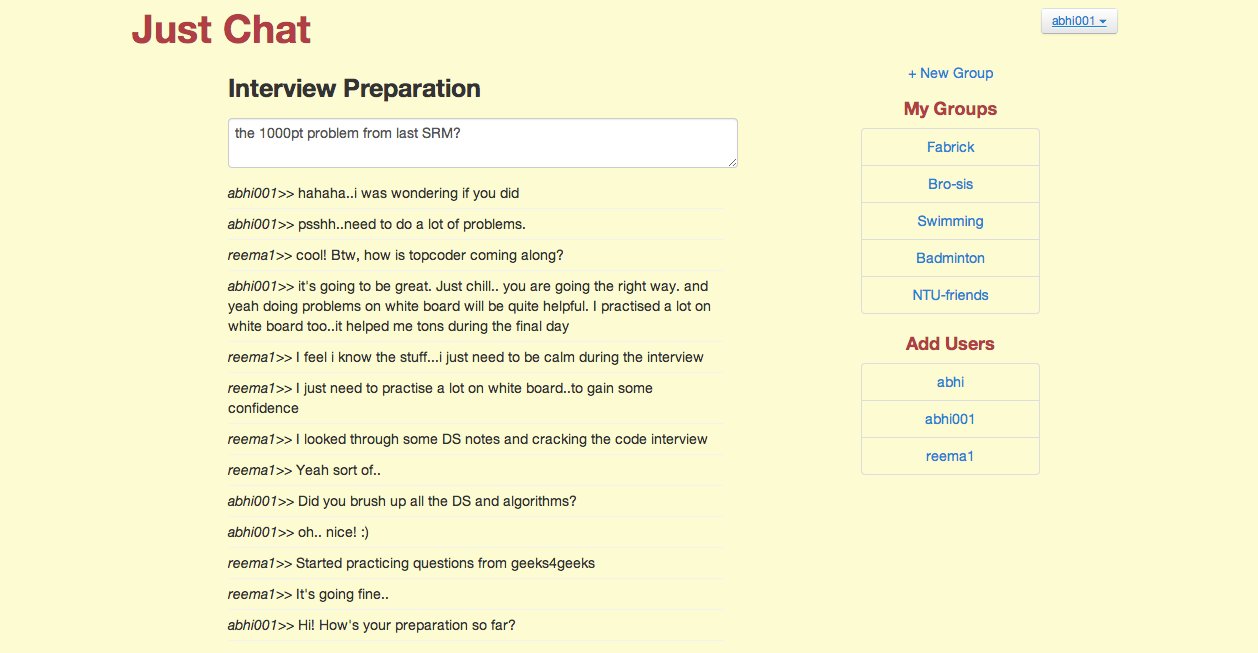 Just Chat
abhi001
Interview Preparation
the 1000pt problem from last SRM?
abhi001>> hahaha..i was wondering if you did
abhi001>> psshh..need to do a lot of problems.
reema1>> cool! Btw, how is topcoder coming along?
abhi001>> it's going to be great. Just chill.. you are going the right way. and
yeah doing problems on white board will be quite helpful. I practised a lot on
white board too..it helped me tons during the final day
reema1>> I feel i know the stuff...i just need to be calm during the interview
reema1>> I just need to practise a lot on white board..to gain some
confidence
reema1>> I looked through some DS notes and cracking the code interview
reema1>> Yeah sort of..
abhi001>> Did you brush up all the DS and algorithms?
abhi001>> oh.. nice! :)
reema1>> Started practicing questions from geeks4geeks
reema1>> It's going fine..
abhi001>> Hi! How's your preparation so far?
+ New Group
My Groups
Fabrick
Bro-sis
Swimming
Badminton
NTU-friends
Add Users
abhi
abhi001
reema1